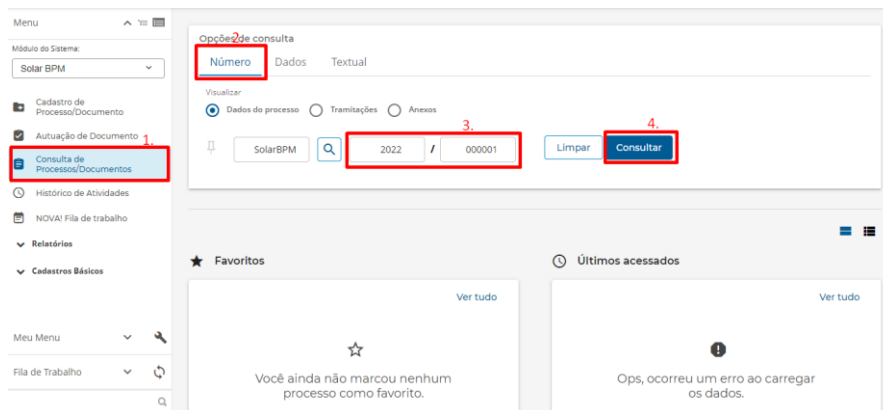 Menu
Módulo do Sistema:
Solar BPM
Cadastro de
Processo/Documento
Autuação de Documento
1.
Consulta de
Processos/Documentos
Histórico de Atividades
NOVA! Fila de trabalho
Relatórios
Cadastros Básicos
Meu Menu
Fila de Trabalho
Opções de consulta
2.
Número Dados Textual
Visualizar
Dados do processo Tramitações Anexos
3.
4.
SolarBPM 2022 / 000001 Limpar Consultar
Favoritos
Ver tudo
Você ainda não marcou nenhum
processo como favorito.
Últimos acessados
Ver tudo
Ops, ocorreu um erro ao carregar
os dados.